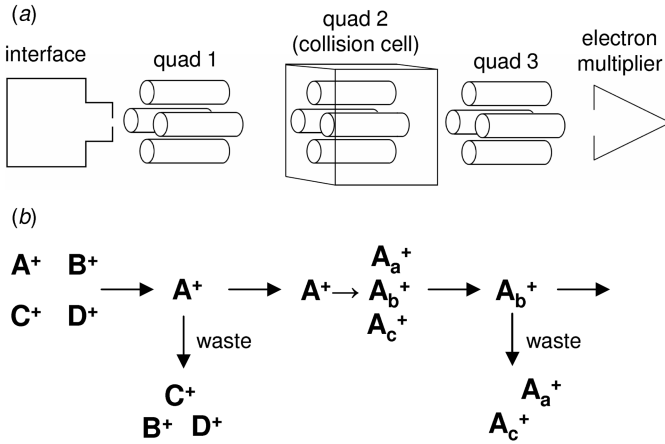 (a)
quad 2
(collision cell)
electron
multiplier
interface
quad 1
quad 3
(b)
A+ B+
C+ D+
A+
A+ → Aa+
Ab+
Ac+
Ab+
waste
waste
C+
B+ D+
Aa+
Ac+